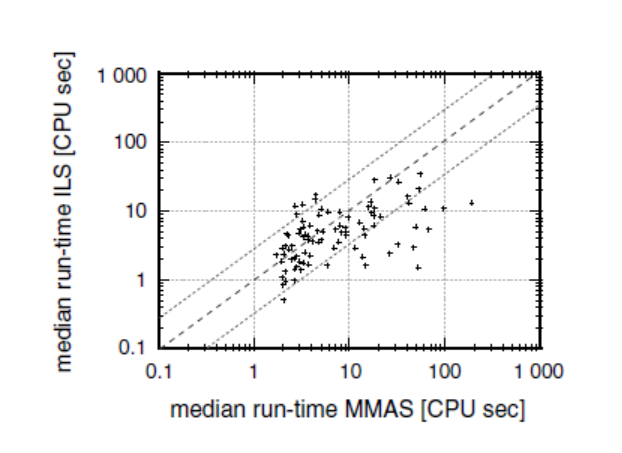 median run-time ILS [CPU sec]
1 000
100
10
1
0.1
0.1 1 10 100 1 000
median run-time MMAS [CPU sec]